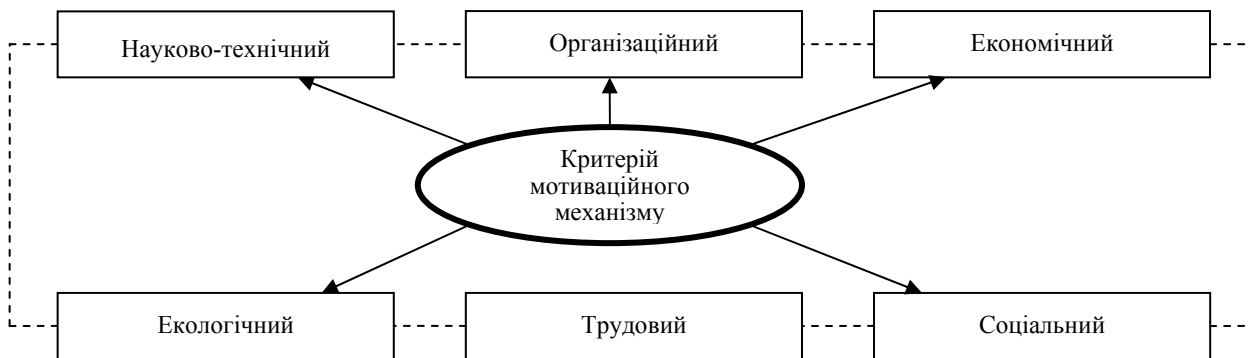 Науково-технічний
Організаційний
Економічний
Критерій
мотиваційного
механізму
Екологічний
Трудовий
Соціальний